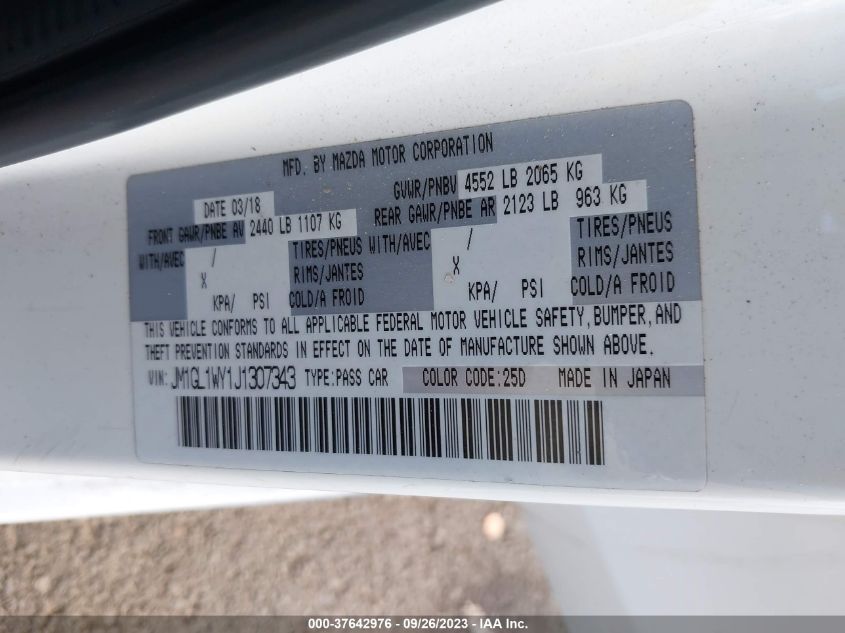 MFD. BY MAZDA MOTOR CORPORATION
DATE 03/18 GVWR/PNBV 4552 LB 2065 KG
FRONT GAWR/PNBE AV 2440 LB 1107 KG REAR GAWR/PNBE AR 2123 LB 963 KG
WITH/AVEC / TIRES/PNEUS WITH/AVEC / TIRES/PNEUS
X RIMS/JANTES X RIMS/JANTES
KPA/ PSI COLD/A FROID KPA/ PSI COLD/A FROID
THIS VEHICLE CONFORMS TO ALL APPLICABLE FEDERAL MOTOR VEHICLE SAFETY, BUMPER, AND
THEFT PREVENTION STANDARDS IN EFFECT ON THE DATE OF MANUFACTURE SHOWN ABOVE.
VIN: JM1GL1WY1J1307343 TYPE:PASS CAR COLOR CODE:25D MADE IN JAPAN
000-37642976 / 09/26/2023 - IAA Inc.